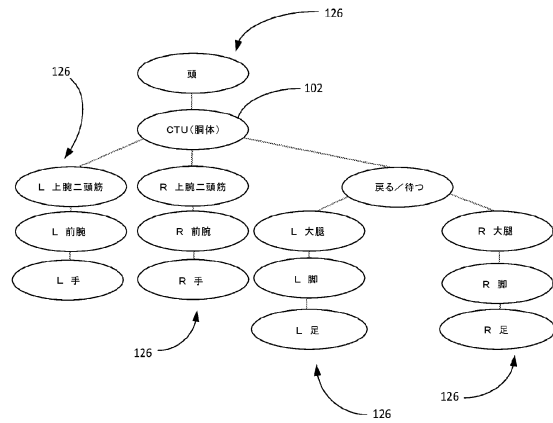 126
126
頭
102
CTU(胴体)
L 上腕二頭筋
R 上腕二頭筋
戻る/待つ
L 前腕
R 前腕
L 大腿
R 大腿
L 手
R 手
L 脚
R 脚
L 足
R 足
126
126
126